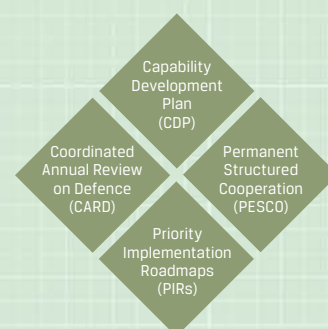 Capability
Development
Plan
(CDP)
Coordinated
Annual Review
on Defence
(CARD)
Permanent
Structured
Cooperation
(PESCO)
Priority
Implementation
Roadmaps
(PIRs)